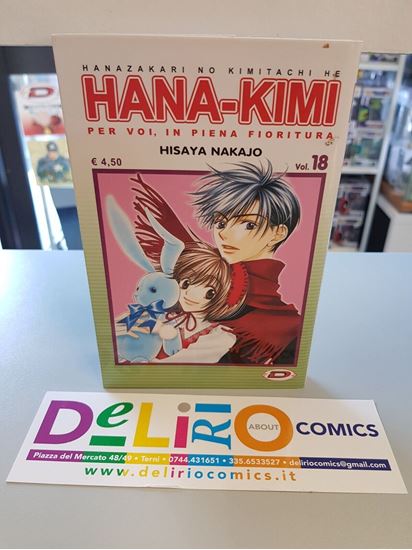 HANAZAKARI NO KIMITACHI HE
HANA-KIMI
PER VOI, IN PIENA FIORITURA
HISAYA NAKAJO
€ 4,50
Vol. 18
D
DeLiRiO ABOUT COMICS
Piazza del Mercato 48/49 • Terni • 0744.431651 • 335.6533527 • deliriocomics@gmail.com
www.deliriocomics.it